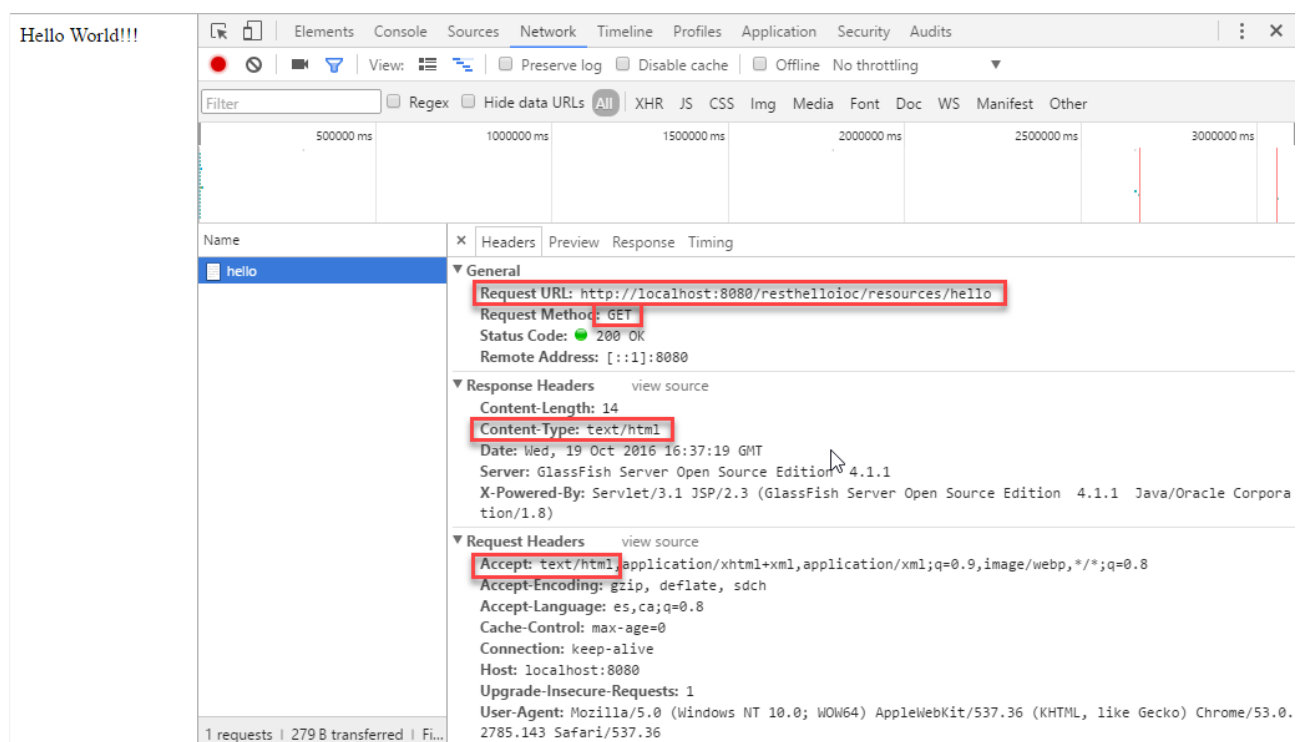 Hello World!!!
Elements Console Sources Network Timeline Profiles Application Security Audits
View: Preserve log Disable cache Offline No throttling
Filter Regex Hide data URLs All XHR JS CSS Img Media Font Doc WS Manifest Other
500000 ms 1000000 ms 1500000 ms 2000000 ms 2500000 ms 3000000 ms
Name
hello
1 requests | 279 B transferred | Fi...
Headers Preview Response Timing
General
Request URL: http://localhost:8080/resthelloioc/resources/hello
Request Method: GET
Status Code: 200 OK
Remote Address: [::1]:8080
Response Headers view source
Content-Length: 14
Content-Type: text/html
Date: Wed, 19 Oct 2016 16:37:19 GMT
Server: GlassFish Server Open Source Edition 4.1.1
X-Powered-By: Servlet/3.1 JSP/2.3 (GlassFish Server Open Source Edition 4.1.1 Java/Oracle Corpora
tion/1.8)
Request Headers view source
Accept: text/html,application/xhtml+xml,application/xml;q=0.9,image/webp,*/*;q=0.8
Accept-Encoding: gzip, deflate, sdch
Accept-Language: es,ca;q=0.8
Cache-Control: max-age=0
Connection: keep-alive
Host: localhost:8080
Upgrade-Insecure-Requests: 1
User-Agent: Mozilla/5.0 (Windows NT 10.0; WOW64) AppleWebKit/537.36 (KHTML, like Gecko) Chrome/53.0.
2785.143 Safari/537.36